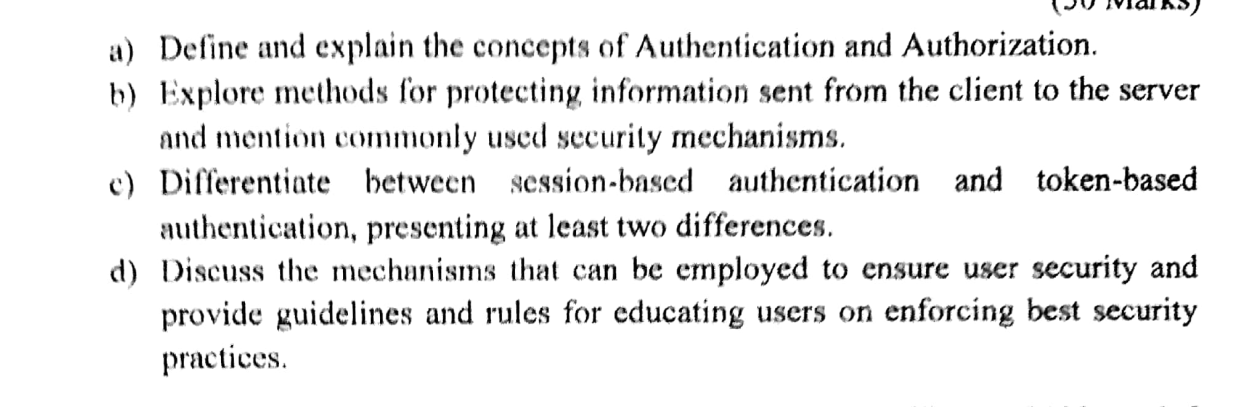 a) Define and explain the concepts of Authentication and Authorization.
b) Explore methods for protecting information sent from the client to the server
and mention commonly used security mechanisms.
c) Differentiate between session-based authentication and token-based
authentication, presenting at least two differences.
d) Discuss the mechanisms that can be employed to ensure user security and
provide guidelines and rules for educating users on enforcing best security
practices.